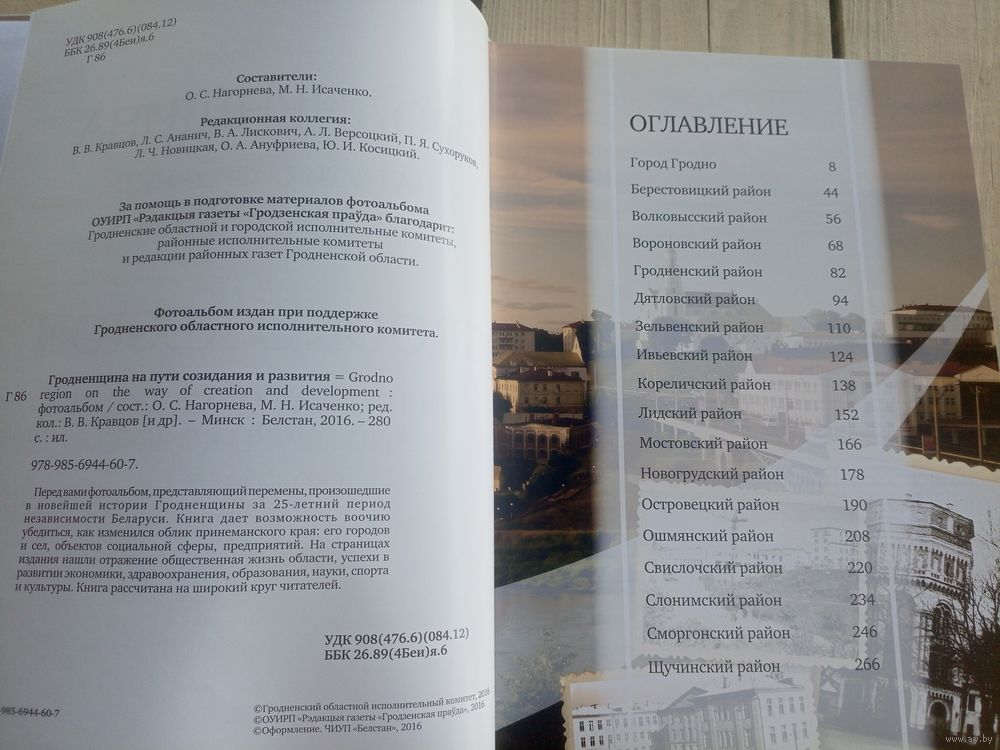 УДК 908(476.6)(084.12)
ББК 26.89(4Беи)я.6
Г 86
Составители:
О. С. Нагорнева, М. Н. Исаченко.
Редакционная коллегия:
В. В. Кравцов, Л. С. Ананич, В. А. Лискович, А. Л. Версоцкий, П. Я. Сухоруков,
Л. Ч. Новицкая, О. А. Ануфриева, Ю. И. Косицкий.
За помощь в подготовке материалов фотоальбома
ОУИРП «Рэдакцыя газеты «Гродзенская праўда» благодарит:
Гродненские областной и городской исполнительные комитеты,
районные исполнительные комитеты
и редакции районных газет Гродненской области.
Фотоальбом издан при поддержке
Гродненского областного исполнительного комитета.
Гродненщина на пути созидания и развития = Grodno
Г 86 region on the way of creation and development :
фотоальбом / сост.: О. С. Нагорнева, М. Н. Исаченко; ред.
кол.: В. В. Кравцов [и др]. – Минск : Белстан, 2016. – 280
с. : ил.
978-985-6944-60-7.
Перед вами фотоальбом, представляющий перемены, произошедшие
в новейшей истории Гродненщины за 25-летний период
независимости Беларуси. Книга дает возможность воочию
убедиться, как изменился облик принеманского края: его городов
и сел, объектов социальной сферы, предприятий. На страницах
издания нашли отражение общественная жизнь области, успехи в
развитии экономики, здравоохранения, образования, науки, спорта
и культуры. Книга рассчитана на широкий круг читателей.
УДК 908(476.6)(084.12)
ББК 26.89(4Беи)я.6
-985-6944-60-7
©Гродненский областной исполнительный комитет, 2016
©ОУИРП «Рэдакцыя газеты «Гродзенская праўда», 2016
©Оформление. ЧИУП «Белстан», 2016
ОГЛАВЛЕНИЕ
Город Гродно 8
Берестовицкий район 44
Волковысский район 56
Вороновский район 68
Гродненский район 82
Дятловский район 94
Зельвенский район 110
Ивьевский район 124
Кореличский район 138
Лидский район 152
Мостовский район 166
Новогрудский район 178
Островецкий район 190
Ошмянский район 208
Свислочский район 220
Слонимский район 234
Сморгонский район 246
Щучинский район 266
www.ay.by